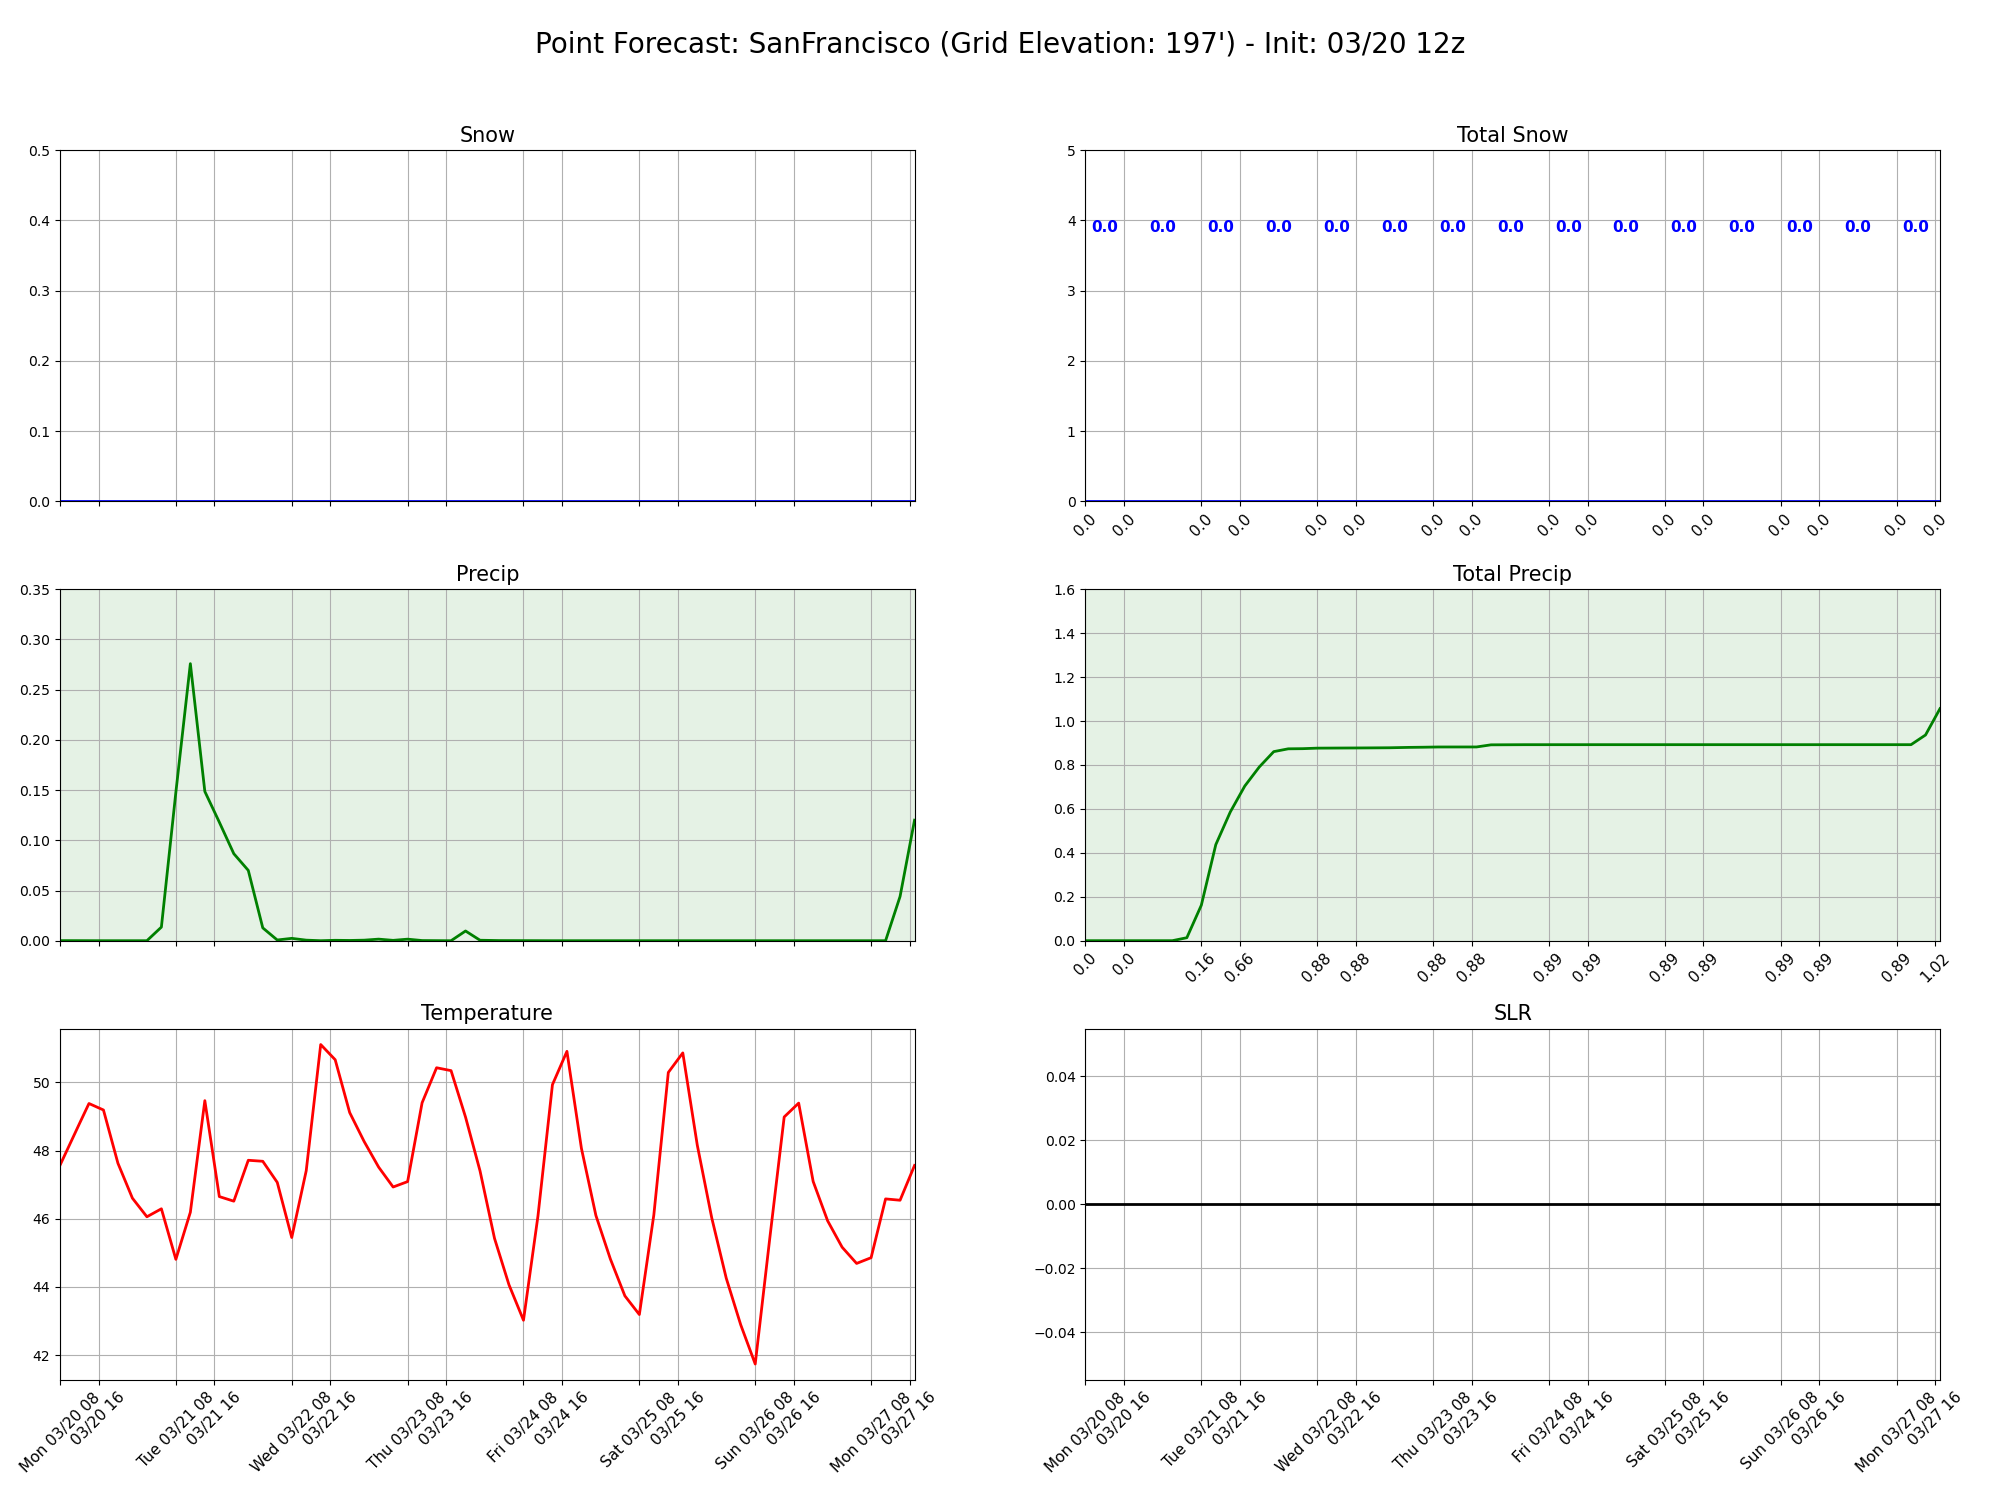 Point Forecast: SanFrancisco (Grid Elevation: 197') - Init: 03/20 12z
Snow
0.5
0.4
0.3
0.2
0.1
0.0
Total Snow
5
4
3
2
1
0
0.0 0.0 0.0 0.0 0.0 0.0 0.0 0.0 0.0 0.0 0.0 0.0 0.0 0.0 0.0
0.0 0.0 0.0 0.0 0.0 0.0 0.0 0.0 0.0 0.0 0.0 0.0 0.0 0.0 0.0 0.0
Precip
0.35
0.30
0.25
0.20
0.15
0.10
0.05
0.00
Total Precip
1.6
1.4
1.2
1.0
0.8
0.6
0.4
0.2
0.0
0.0 0.0 0.16 0.66 0.88 0.88 0.88 0.88 0.89 0.89 0.89 0.89 0.89 0.89 0.89 1.02
Temperature
50
48
46
44
42
Mon 03/20 08
03/20 16
Tue 03/21 08
03/21 16
Wed 03/22 08
03/22 16
Thu 03/23 08
03/23 16
Fri 03/24 08
03/24 16
Sat 03/25 08
03/25 16
Sun 03/26 08
03/26 16
Mon 03/27 08
03/27 16
SLR
0.04
0.02
0.00
−0.02
−0.04
Mon 03/20 08
03/20 16
Tue 03/21 08
03/21 16
Wed 03/22 08
03/22 16
Thu 03/23 08
03/23 16
Fri 03/24 08
03/24 16
Sat 03/25 08
03/25 16
Sun 03/26 08
03/26 16
Mon 03/27 08
03/27 16